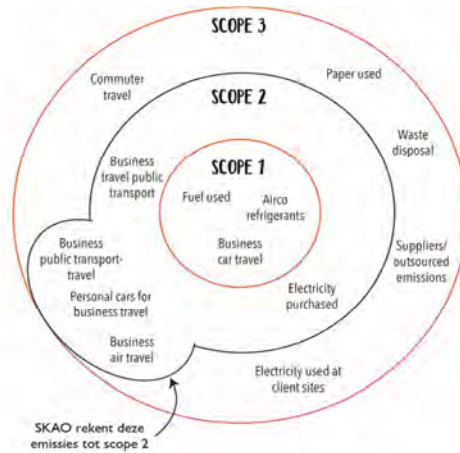 SCOPE 3
Commuter
travel
Paper used
SCOPE 2
Waste
disposal
Business
travel public
transport
SCOPE 1
Fuel used
Airco
refrigerants
Business
car travel
Business
public transport-
travel
Suppliers/
outsourced
emissions
Personal cars for
business travel
Electricity
purchased
Business
air travel
Electricity used at
client sites
SKAO rekent deze
emissies tot scope 2